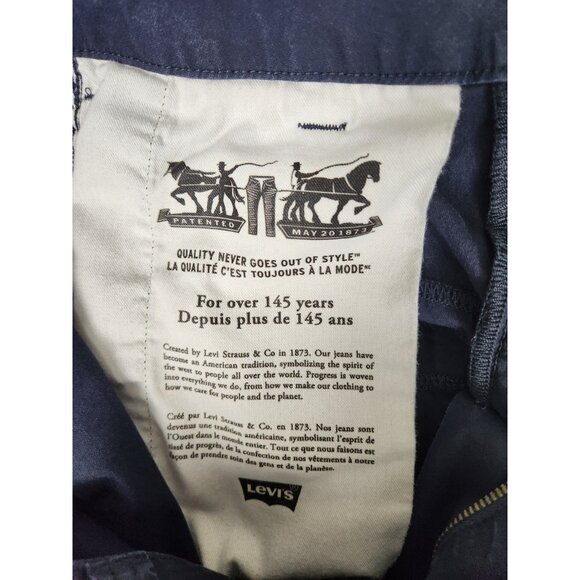 PATENTED MAY 20 1873
QUALITY NEVER GOES OUT OF STYLE™
LA QUALITÉ C'EST TOUJOURS À LA MODEᴹᶜ
For over 145 years
Depuis plus de 145 ans
Created by Levi Strauss & Co in 1873. Our jeans have
become an American tradition, symbolizing the spirit of
the west to people all over the world. Progress is woven
into everything we do, from how we make our clothing to
how we care for people and the planet.
Créé par Levi Strauss & Co. en 1873. Nos jeans sont
devenus une tradition américaine, symbolisant l'esprit de
l'Ouest dans le monde entier. Tout ce que nous faisons est
tissé de progrès, de la confection de nos vêtements à notre
façon de prendre soin des gens et de la planète.
Levi's